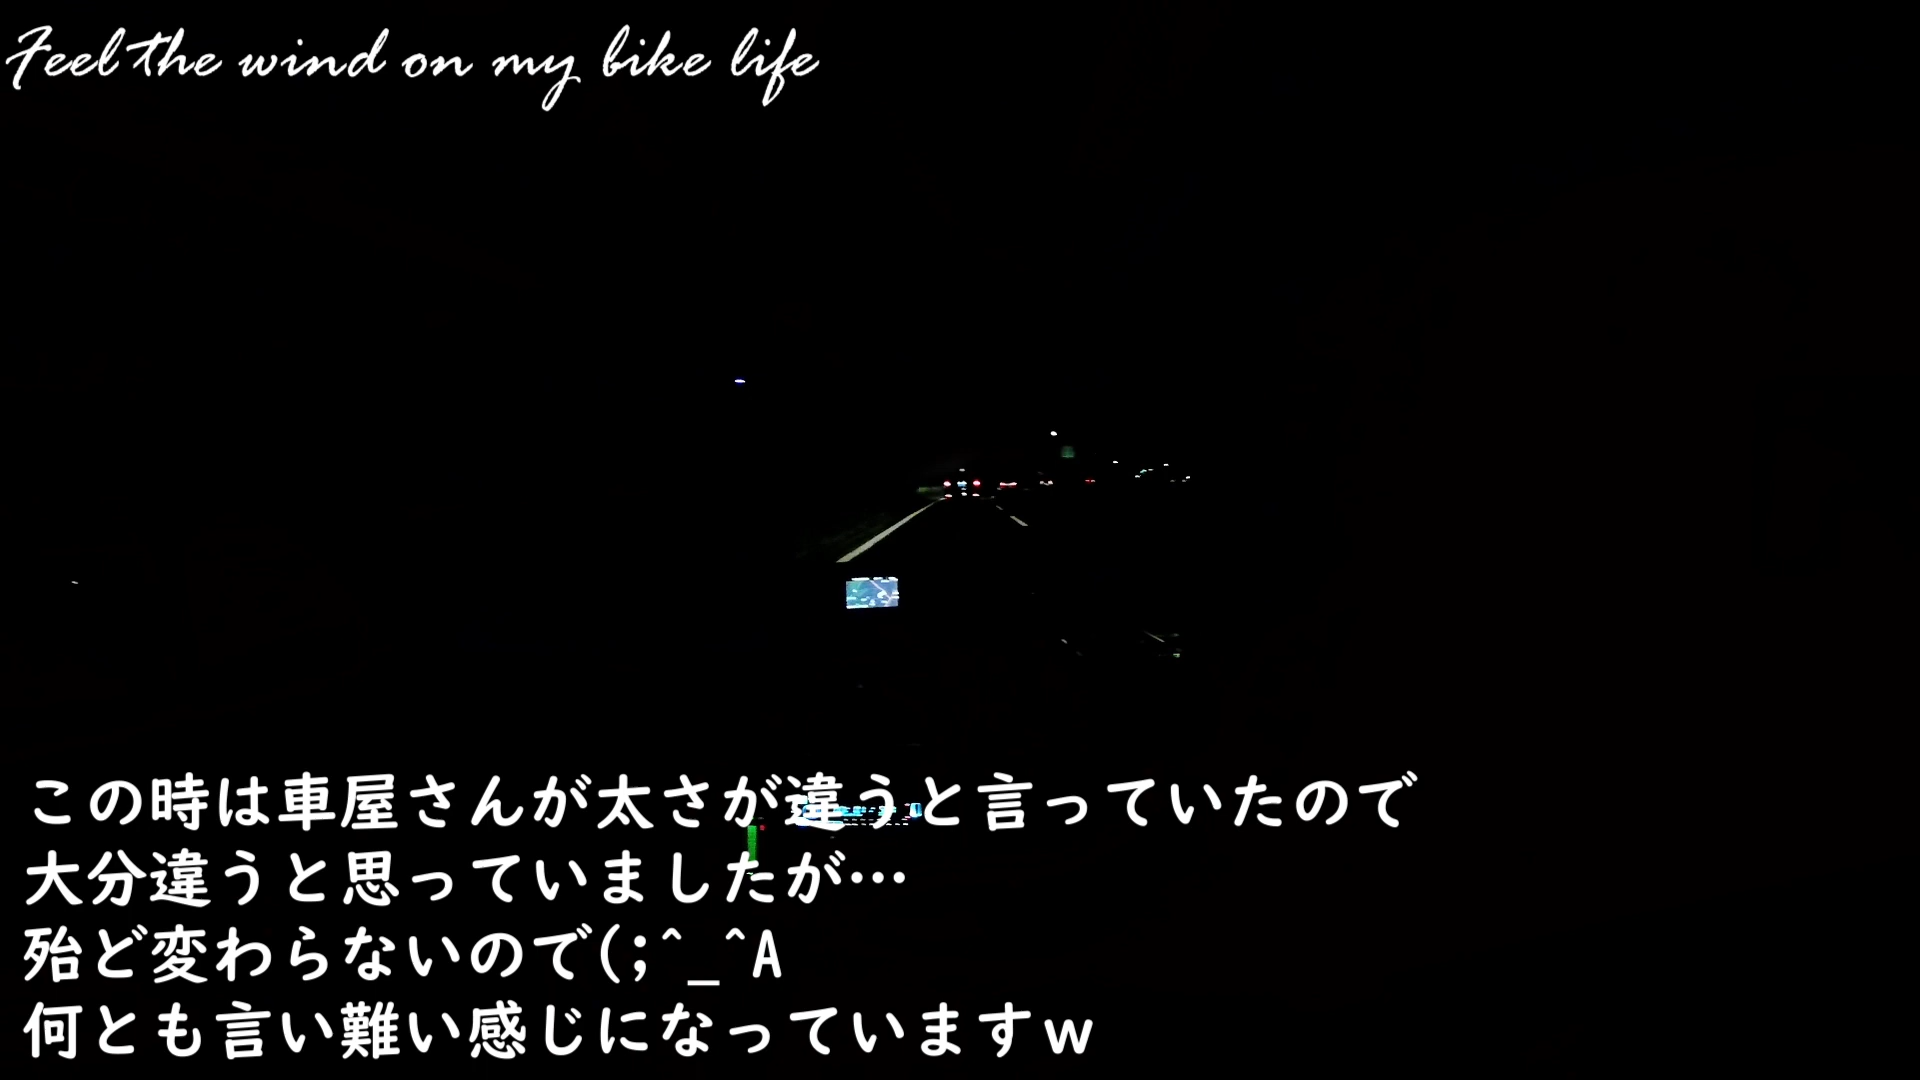 Feel the wind on my bike life
この時は車屋さんが太さが違うと言っていたので
大分違うと思っていましたが…
殆ど変わらないので(;^_^A
何とも言い難い感じになっていますｗ